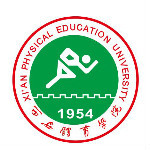 XI'AN PHYSICAL EDUCATION UNIVERSITY
1954
西安体育学院